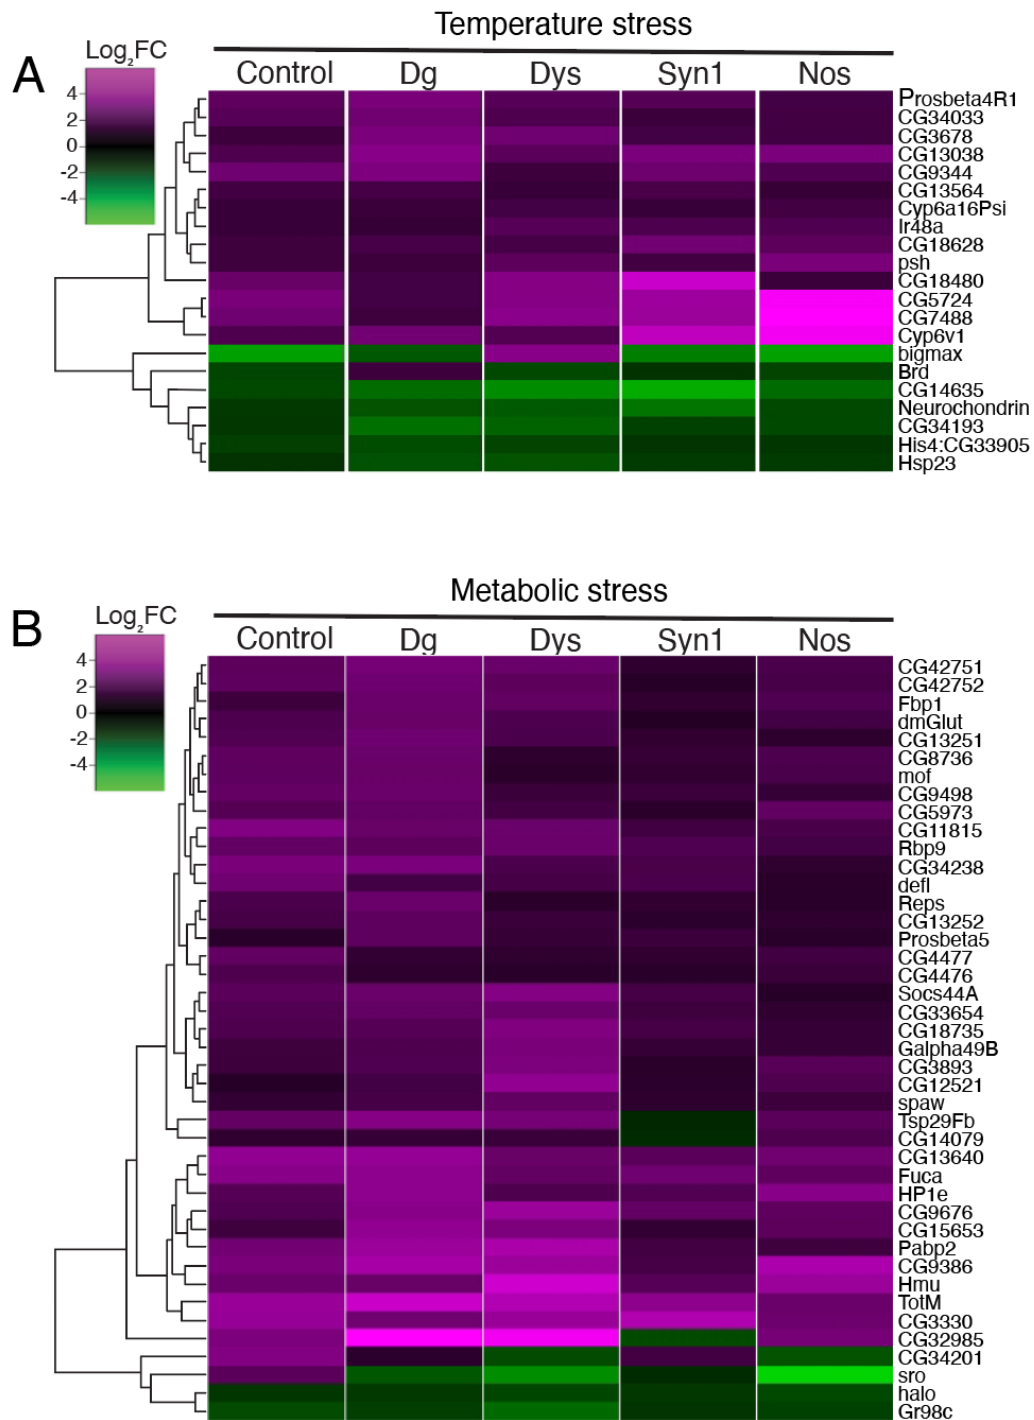 Temperature stress
A
Log2FC
Control Dg Dys Syn1 Nos
4
2
0
-2
-4
Prosbeta4R1
CG34033
CG3678
CG13038
CG9344
CG13564
Cyp6a16Psi
Ir48a
CG18628
psh
CG18480
CG5724
CG7488
Cyp6v1
bigmax
Brd
CG14635
Neurochondrin
CG34193
His4:CG33905
Hsp23
Metabolic stress
B
Log2FC
Control Dg Dys Syn1 Nos
4
2
0
-2
-4
CG42751
CG42752
Fbp1
dmGlut
CG13251
CG8736
mof
CG9498
CG5973
CG11815
Rbp9
CG34238
defl
Reps
CG13252
Prosbeta5
CG4477
CG4476
Socs44A
CG33654
CG18735
Galpha49B
CG3893
CG12521
spaw
Tsp29Fb
CG14079
CG13640
Fuca
HP1e
CG9676
CG15653
Pabp2
CG9386
Hmu
TotM
CG3330
CG32985
CG34201
sro
halo
Gr98c